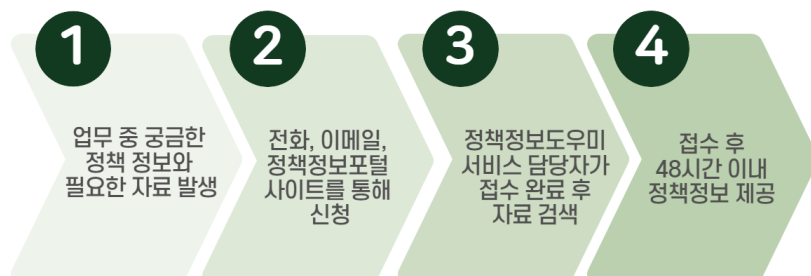 1
업무 중 궁금한
정책 정보와
필요한 자료 발생
2
전화, 이메일,
정책정보포털
사이트를 통해
신청
3
정책정보도우미
서비스 담당자가
접수 완료 후
자료 검색
4
접수 후
48시간 이내
정책정보 제공